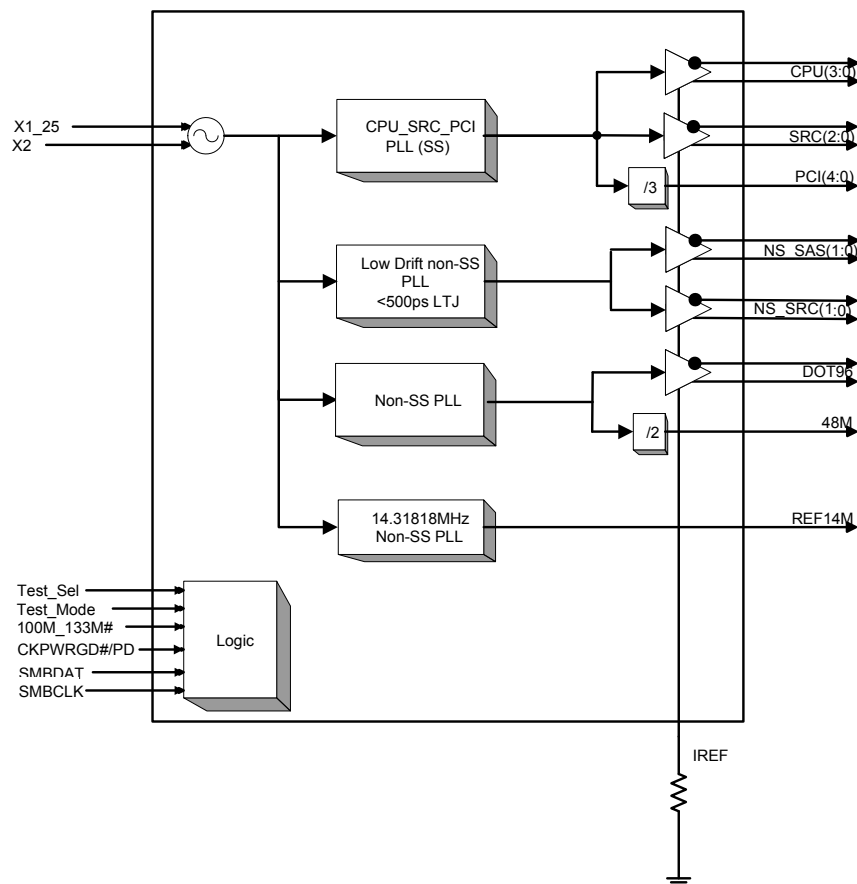 CPU(3:0)
X1_25
X2
CPU_SRC_PCI
PLL (SS)
SRC(2:0)
/3
PCI(4:0)
Low Drift non-SS
PLL
<500ps LTJ
NS_SAS(1:0)
NS_SRC(1:0)
DOT96
Non-SS PLL
/2
48M
14.31818MHz
Non-SS PLL
REF14M
Test_Sel
Test_Mode
100M_133M#
CKPWRGD#/PD
SMBDAT
SMBCLK
Logic
IREF